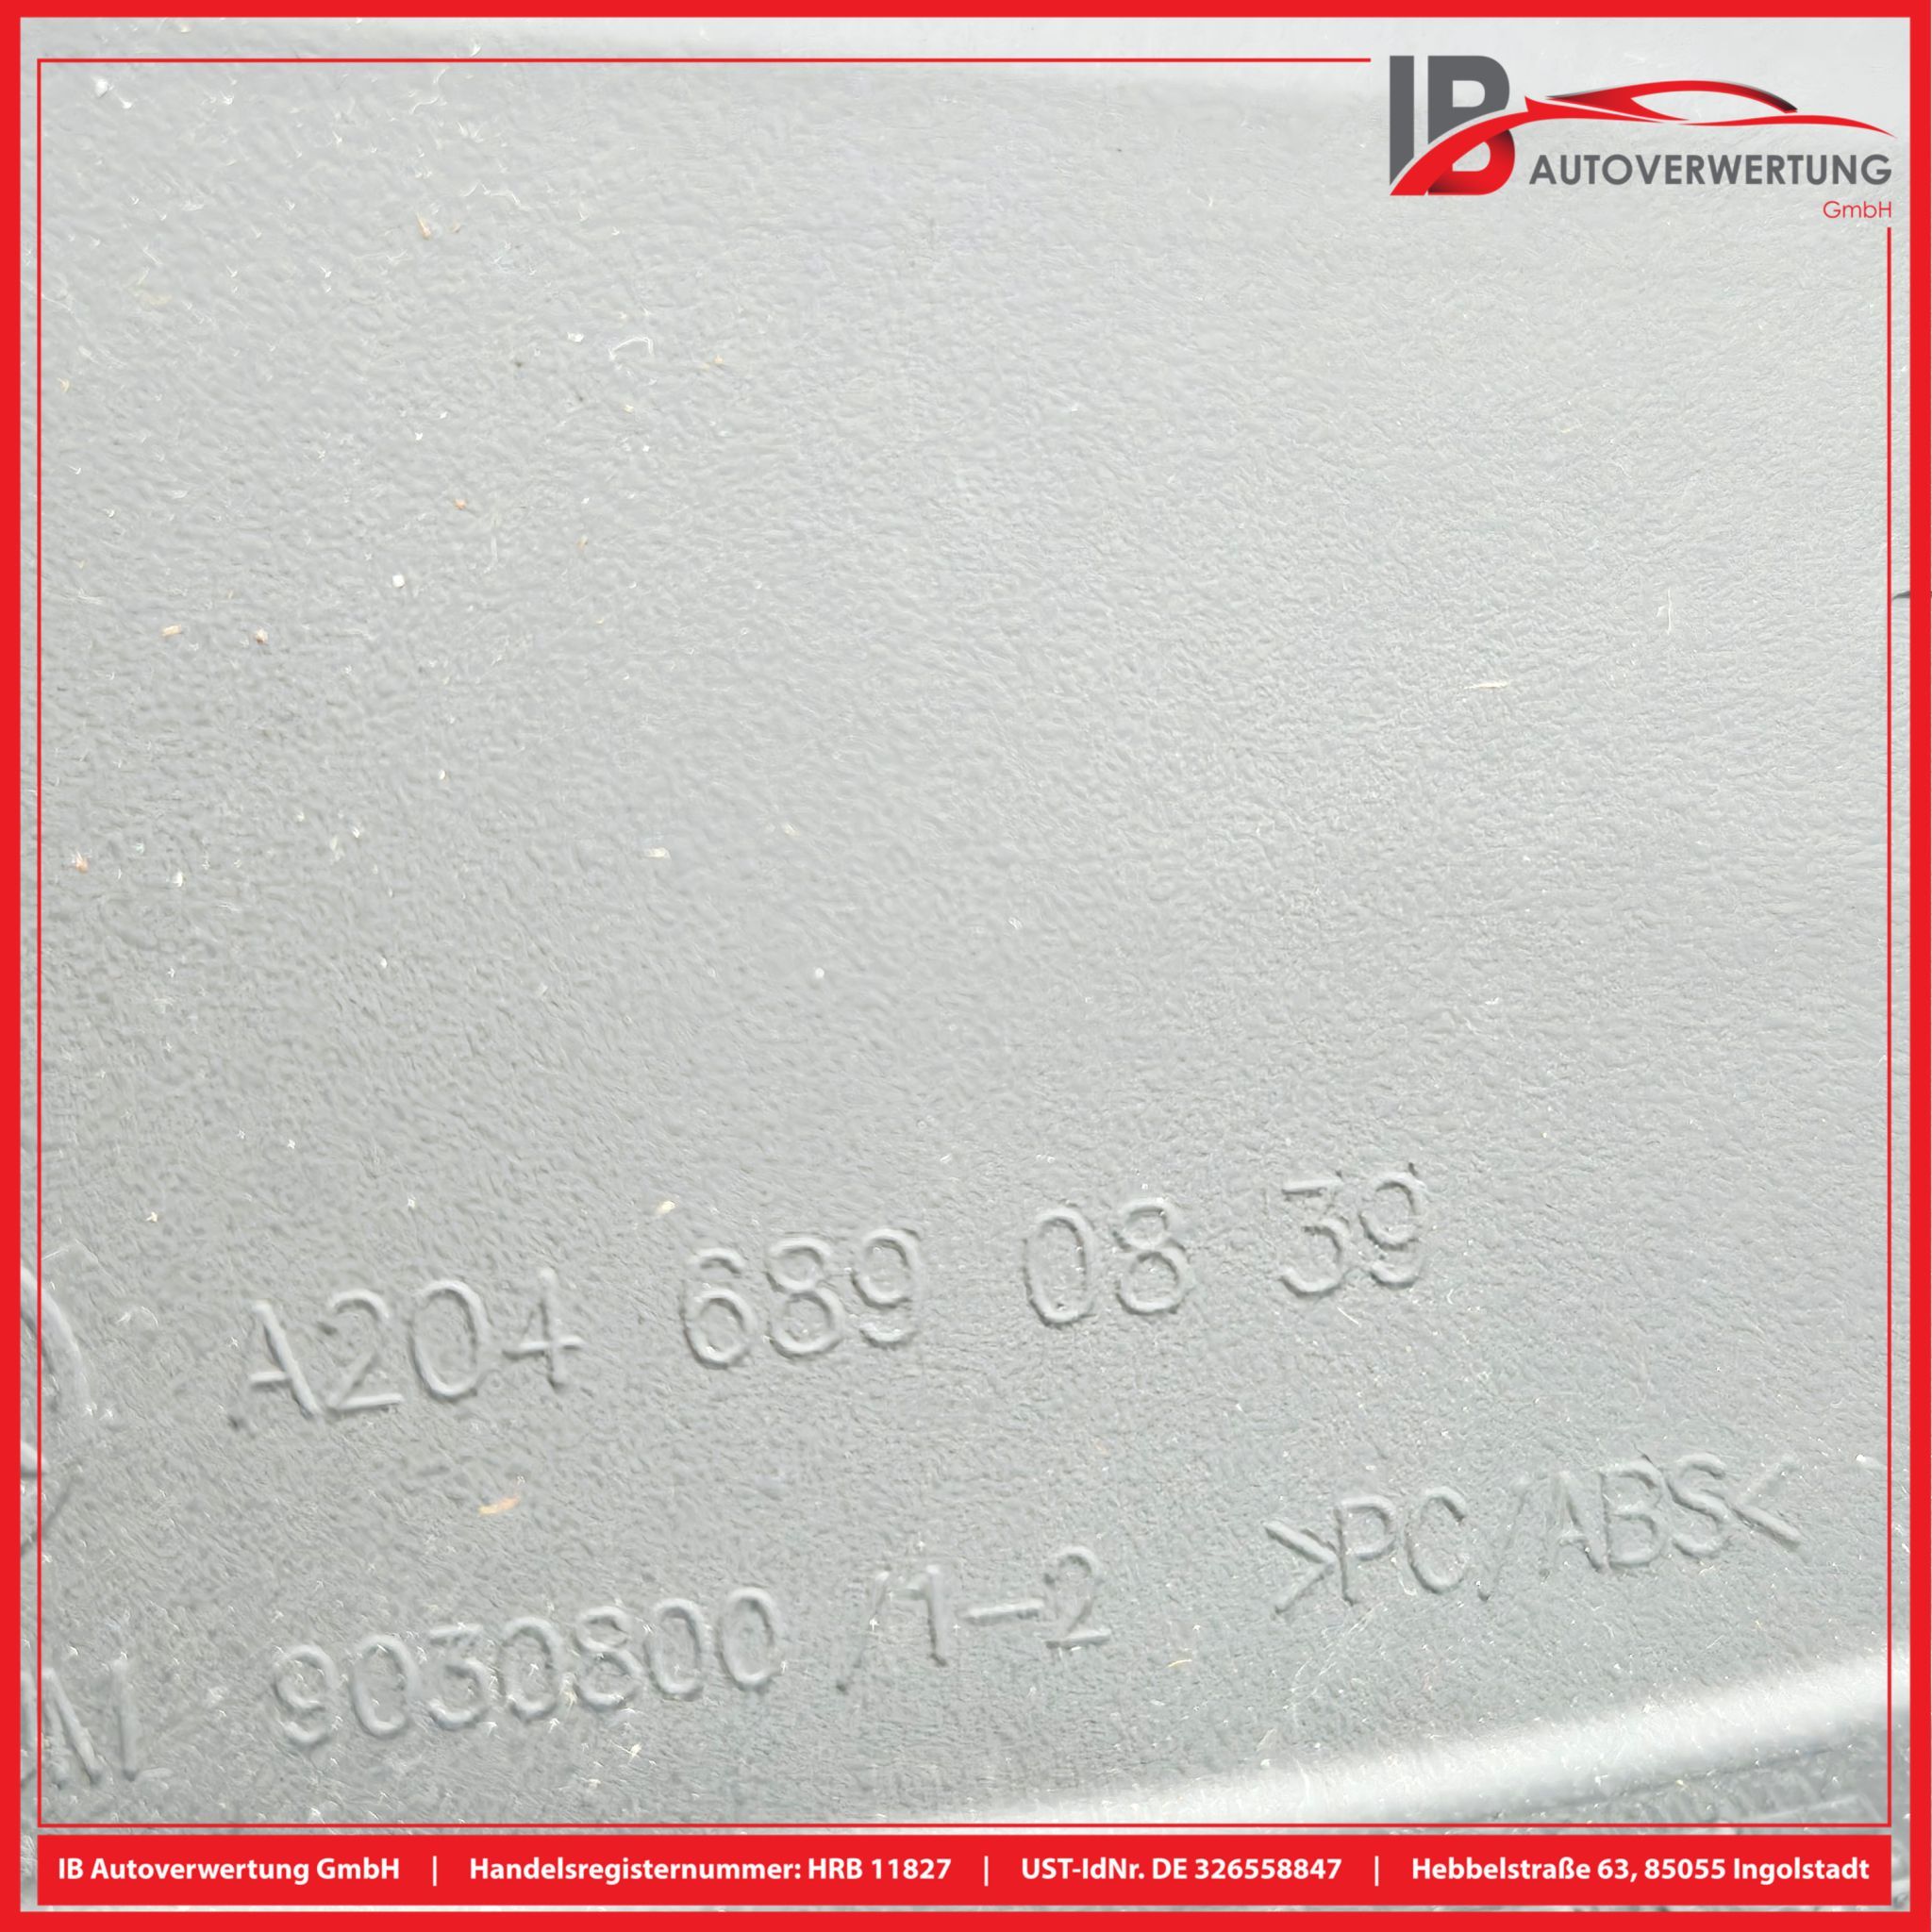 IB
AUTOVERWERTUNG
GmbH
A204 689 08 39
>PC/ABS<
9030800 /1-2
IB Autoverwertung GmbH | Handelsregisternummer: HRB 11827 | UST-IdNr. DE 326558847 | Hebbelstraße 63, 85055 Ingolstadt